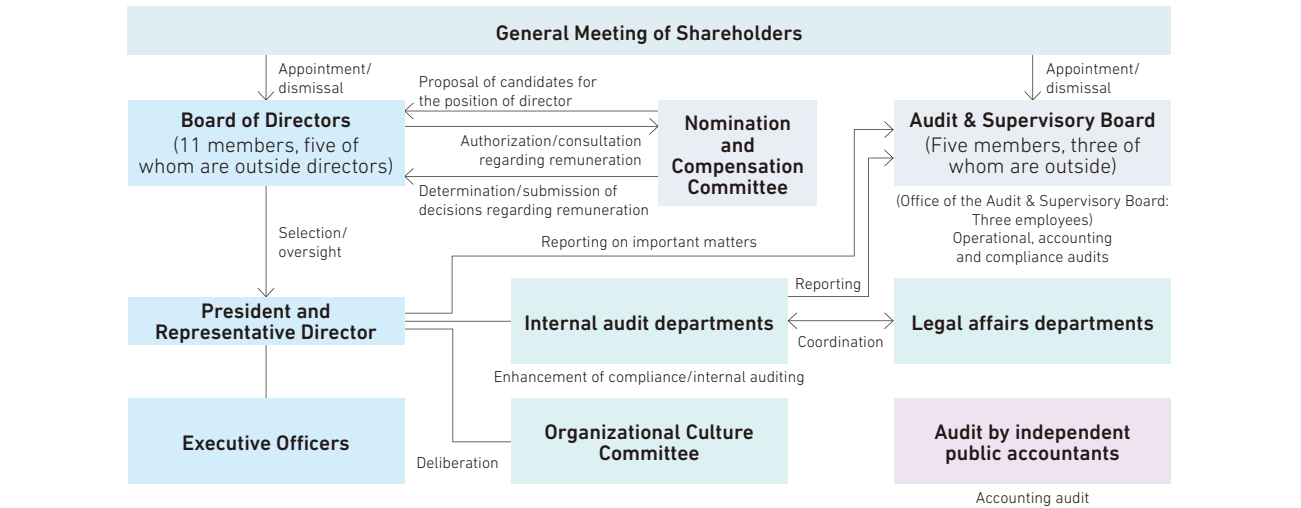 General Meeting of Shareholders
Appointment/
dismissal
Appointment/
dismissal
Proposal of candidates for
the position of director
Board of Directors
(11 members, five of
whom are outside directors)
Authorization/consultation
regarding remuneration
Determination/submission of
decisions regarding remuneration
Nomination
and
Compensation
Committee
Audit & Supervisory Board
(Five members, three of
whom are outside)
(Office of the Audit & Supervisory Board:
Three employees)
Operational, accounting
and compliance audits
Selection/
oversight
Reporting on important matters
Reporting
President and
Representative Director
Internal audit departments
Coordination
Legal affairs departments
Enhancement of compliance/internal auditing
Executive Officers
Deliberation
Organizational Culture
Committee
Audit by independent
public accountants
Accounting audit